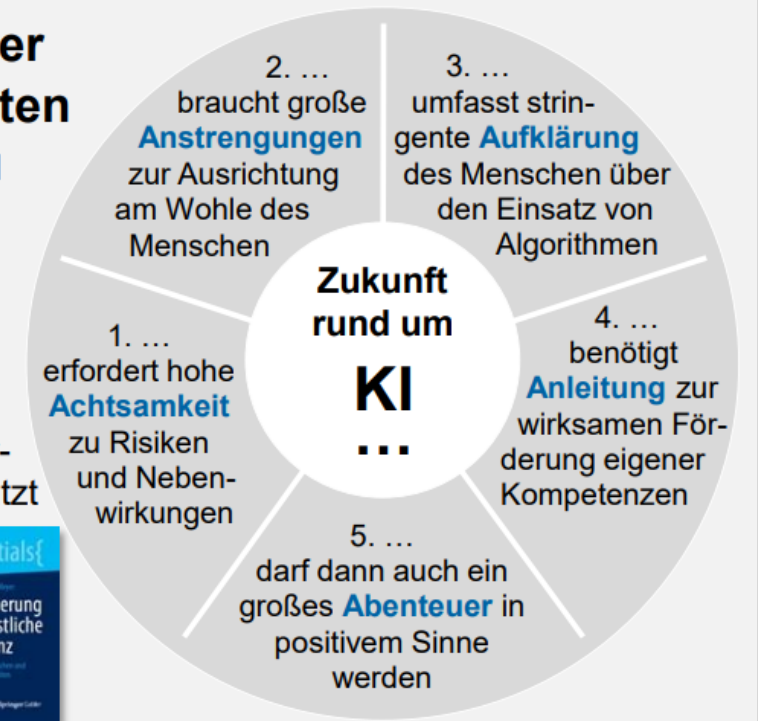 er
ten
2. …
braucht große
Anstrengungen
zur Ausrichtung
am Wohle des
Menschen
3. …
umfasst strin-
gente Aufklärung
des Menschen über
den Einsatz von
Algorithmen
Zukunft
rund um
KI
…
1. …
erfordert hohe
Achtsamkeit
zu Risiken
und Neben-
wirkungen
4. …
benötigt
Anleitung zur
wirksamen För-
derung eigener
Kompetenzen
5. …
darf dann auch ein
großes Abenteuer in
positivem Sinne
werden
-
tzt
tials{
erung
stliche
nz
Springer Gabler